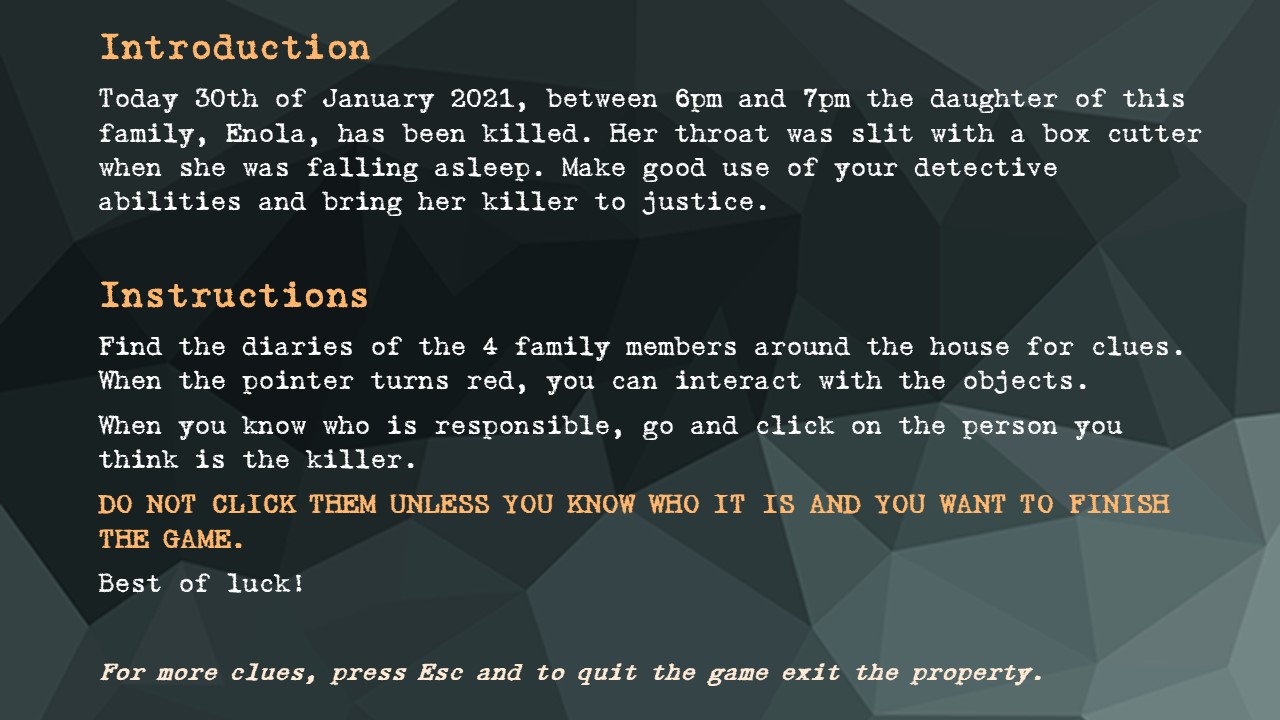 Introduction
Today 30th of January 2021, between 6pm and 7pm the daughter of this
family, Enola, has been killed. Her throat was slit with a box cutter
when she was falling asleep. Make good use of your detective
abilities and bring her killer to justice.
Instructions
Find the diaries of the 4 family members around the house for clues.
When the pointer turns red, you can interact with the objects.
When you know who is responsible, go and click on the person you
think is the killer.
DO NOT CLICK THEM UNLESS YOU KNOW WHO IT IS AND YOU WANT TO FINISH
THE GAME.
Best of luck!
For more clues, press Esc and to quit the game exit the property.